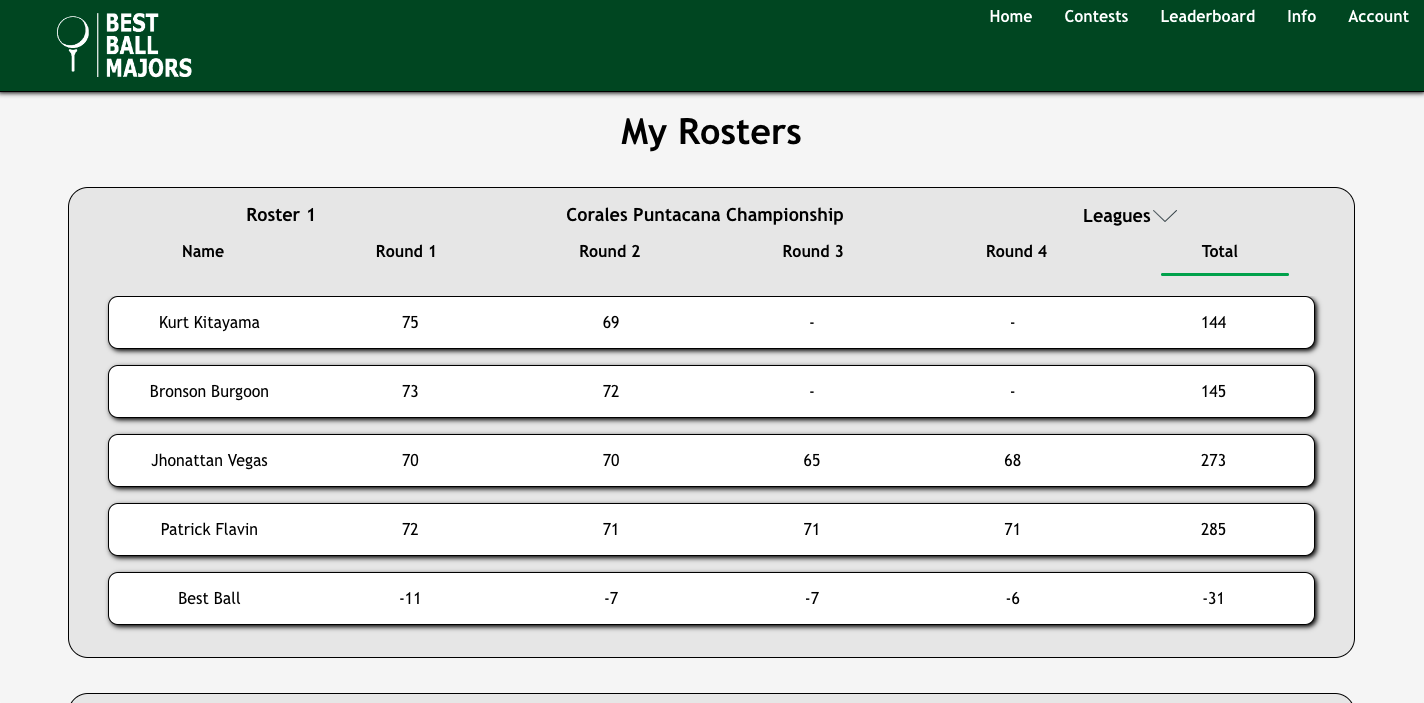 BEST
BALL
MAJORS
Home Contests Leaderboard Info Account
My Rosters
Roster 1 Corales Puntacana Championship Leagues
Name Round 1 Round 2 Round 3 Round 4 Total
Kurt Kitayama 75 69 - - 144
Bronson Burgoon 73 72 - - 145
Jhonattan Vegas 70 70 65 68 273
Patrick Flavin 72 71 71 71 285
Best Ball -11 -7 -7 -6 -31